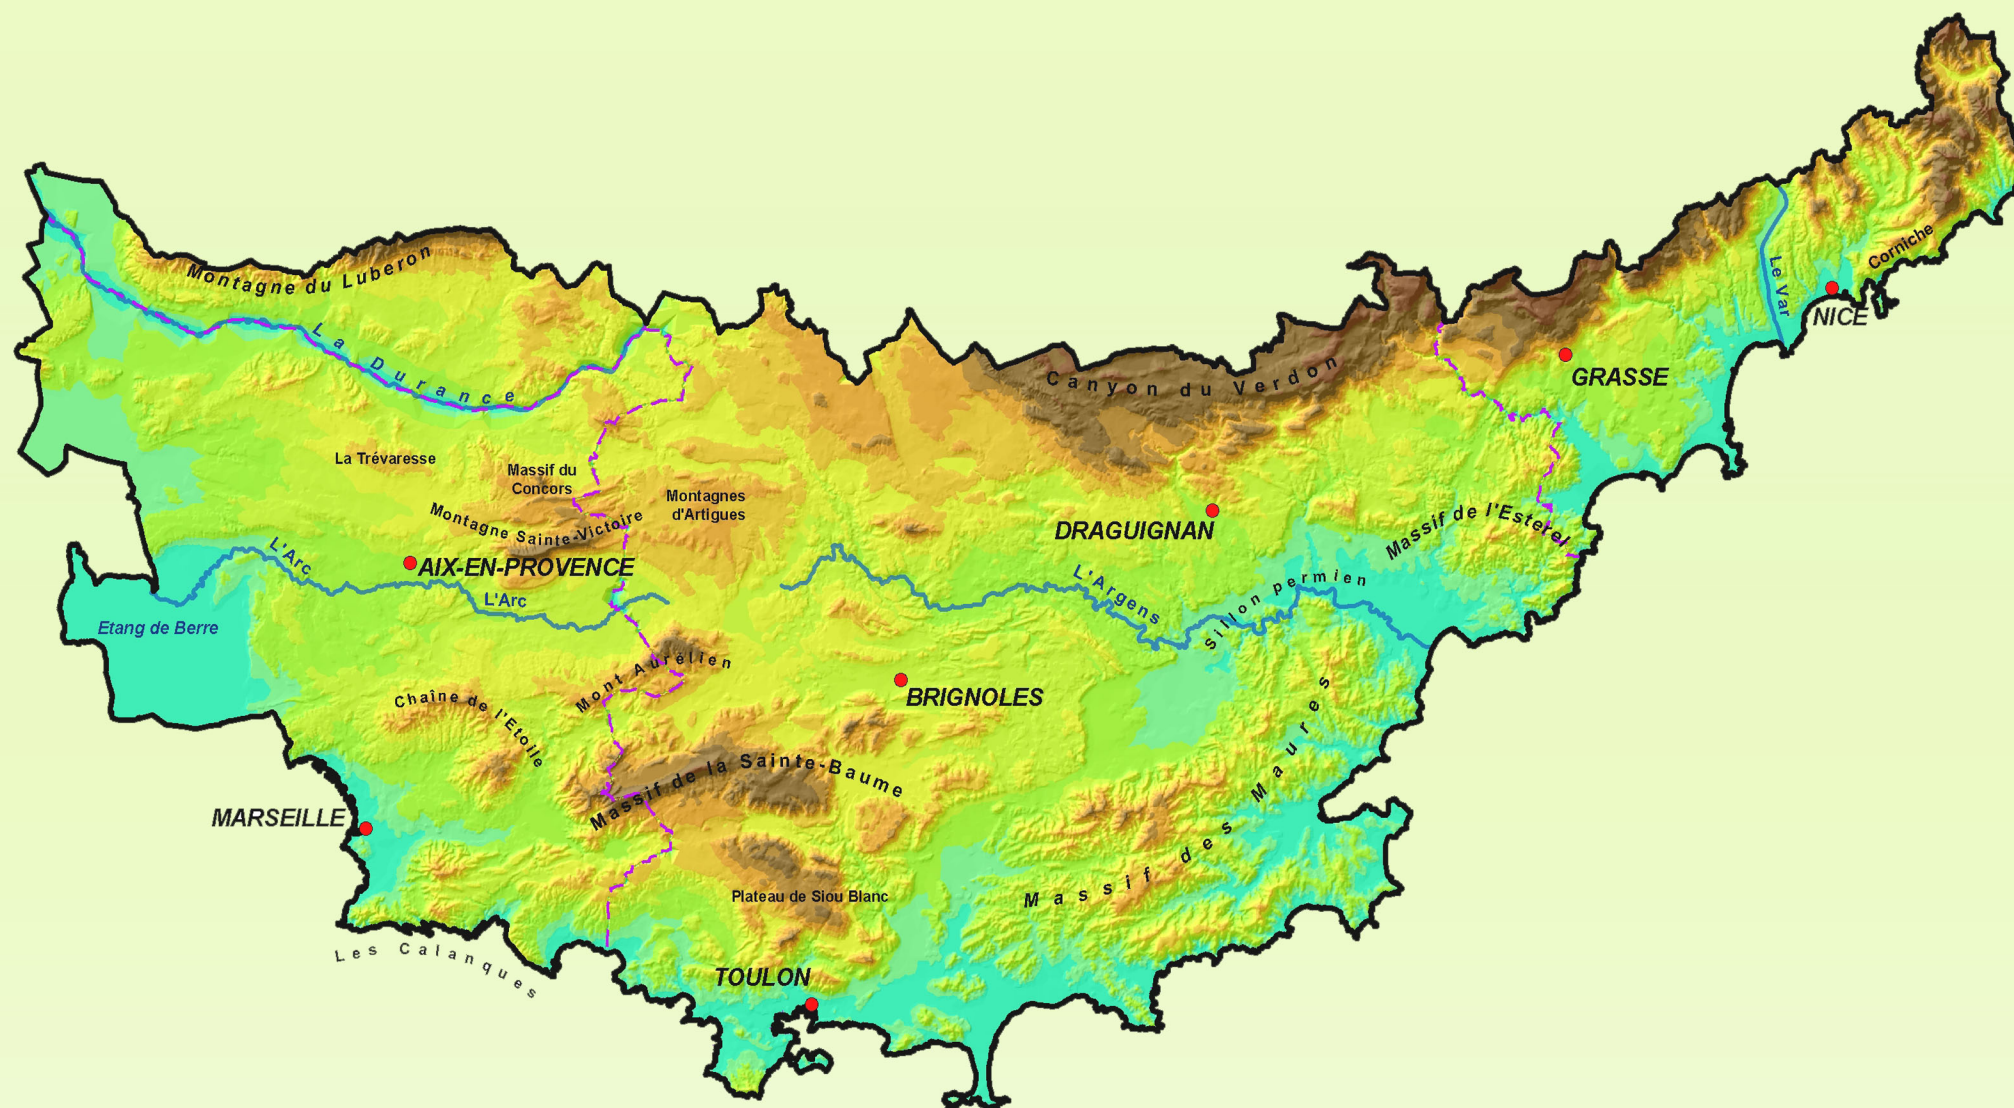 Montagne du Luberon
La Durance
La Trévaresse
Massif du
Concors
Montagne Sainte-Victoire
Montagnes
d'Artigues
Canyon du Verdon
Le Var
Corniche
NICE
GRASSE
DRAGUIGNAN
Massif de l'Esterel
L'Arc
AIX-EN-PROVENCE
L'Arc
Etang de Berre
L'Argens
Sillon permien
Mont Aurélien
BRIGNOLES
Chaîne de l'Etoile
Massif de la Sainte-Baume
Massif des Maures
MARSEILLE
Plateau de Siou Blanc
Les Calanques
TOULON